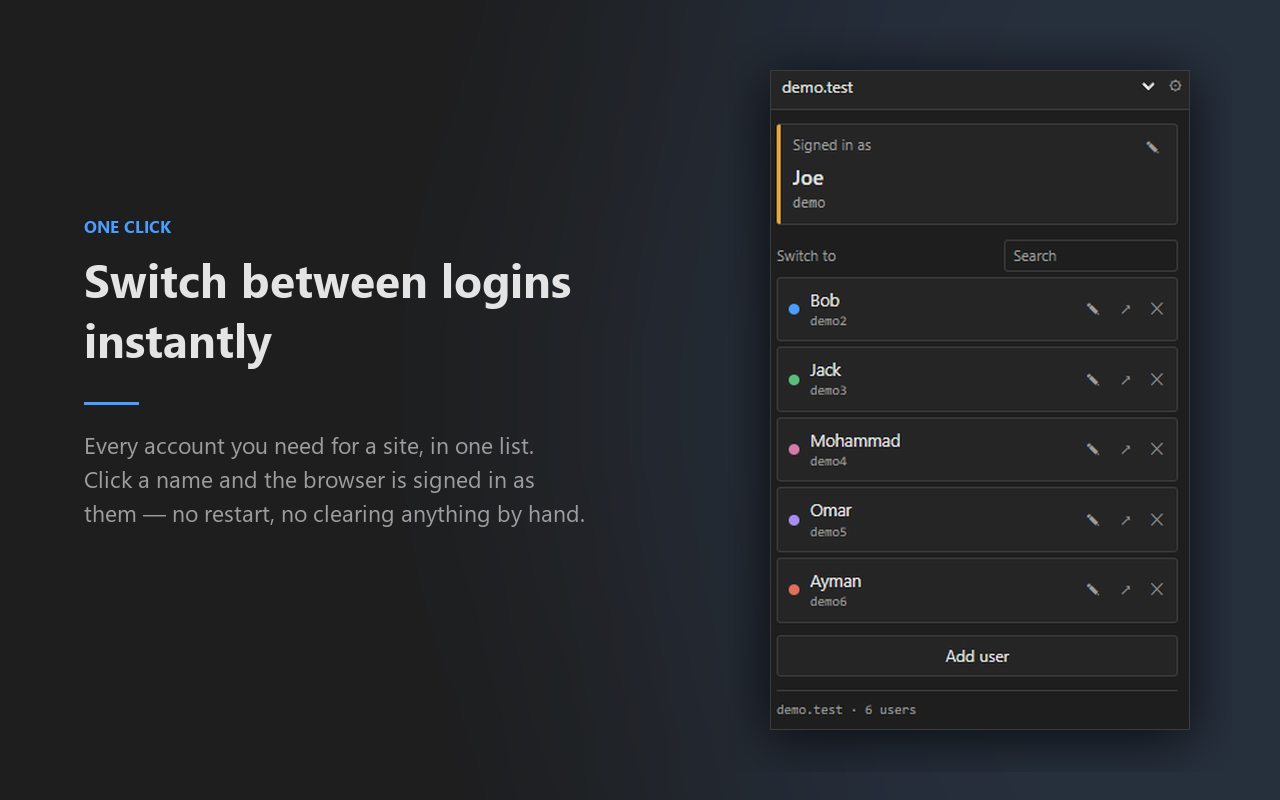 ONE CLICK
Switch between logins
instantly
Every account you need for a site, in one list.
Click a name and the browser is signed in as
them — no restart, no clearing anything by hand.
demo.test
Signed in as
Joe
demo
Switch to
Search
Bob
demo2
Jack
demo3
Mohammad
demo4
Omar
demo5
Ayman
demo6
Add user
demo.test · 6 users